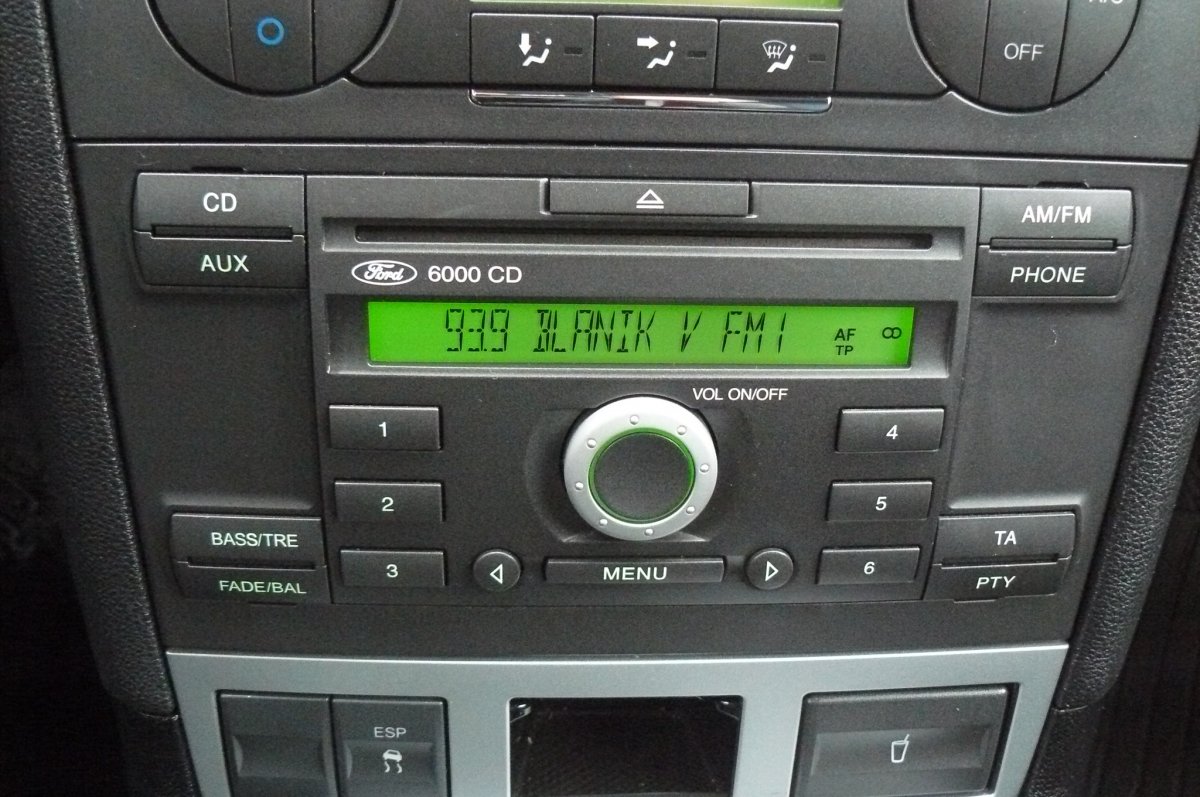 OFF
CD
AM/FM
AUX
PHONE
Ford 6000 CD
93.9 BLANIK V FM1
AF
TP
VOL ON/OFF
1
4
2
5
BASS/TRE
TA
3
MENU
6
FADE/BAL
PTY
ESP